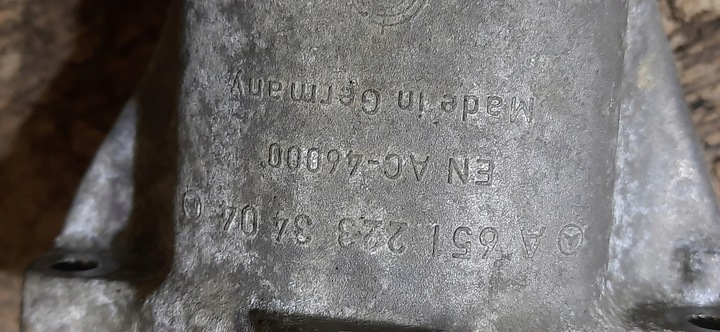 A 651 223 34 04
EN AC-46000
Made in Germany